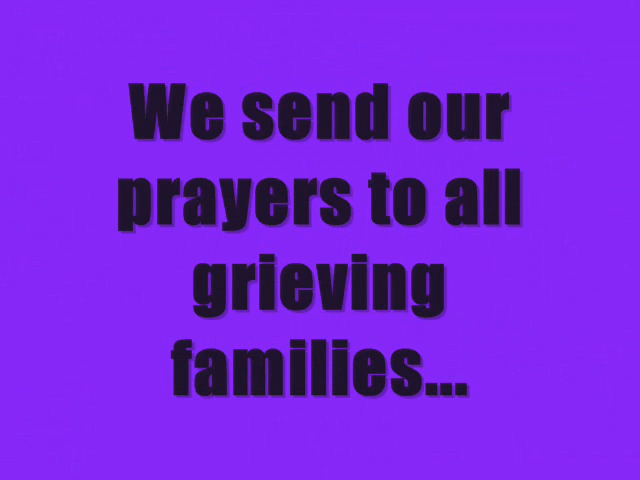 We send our
prayers to all
grieving
families...